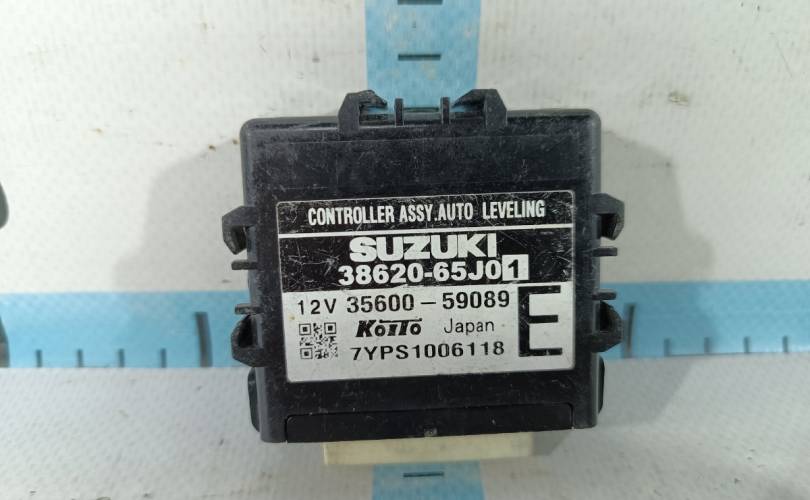 CONTROLLER ASSY.AUTO LEVELING
SUZUKI
38620-65J01
12V 35600-59089 E
KOITO Japan
7YPS1006118